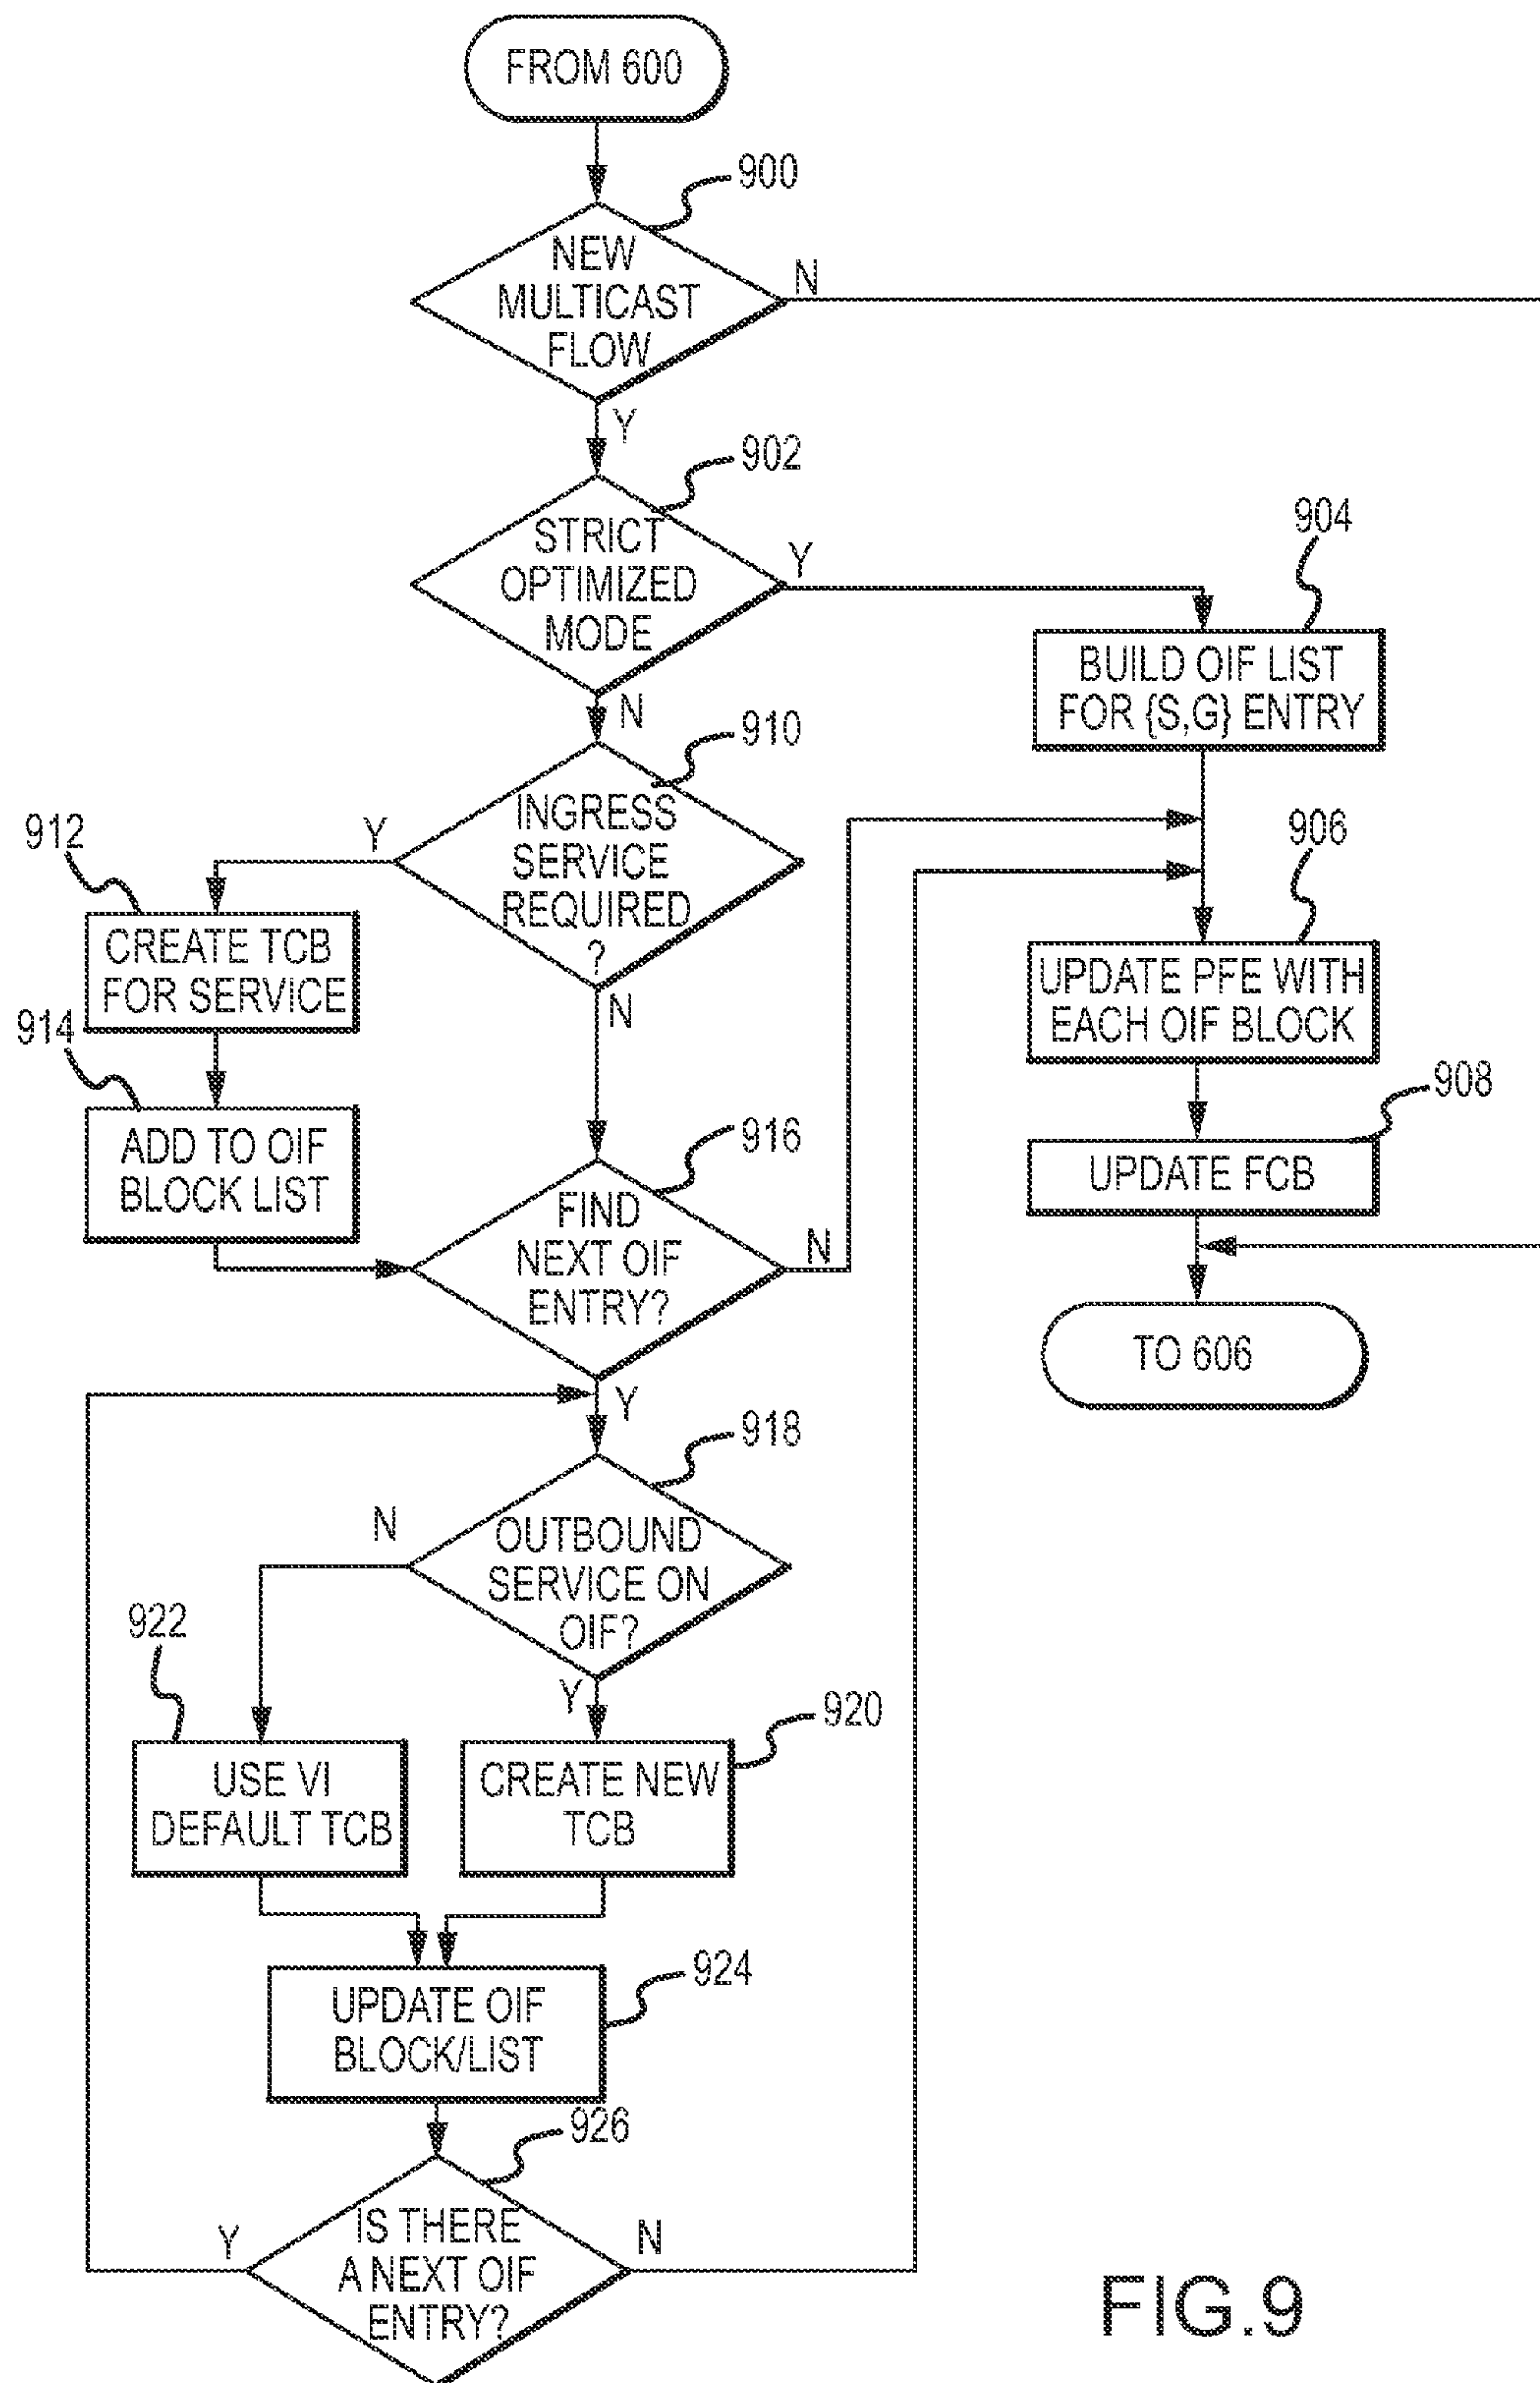 FROM 600
900
NEW
MULTICAST
FLOW
N
Y
902
STRICT
OPTIMIZED
MODE
Y
N
904
BUILD OIF LIST
FOR {S,G} ENTRY
910
INGRESS
SERVICE
REQUIRED
?
Y
N
912
CREATE TCB
FOR SERVICE
914
ADD TO OIF
BLOCK LIST
906
UPDATE PFE WITH
EACH OIF BLOCK
908
UPDATE FCB
TO 606
916
FIND
NEXT OIF
ENTRY?
N
Y
918
OUTBOUND
SERVICE ON
OIF?
N
Y
922
USE VI
DEFAULT TCB
920
CREATE NEW
TCB
924
UPDATE OIF
BLOCK/LIST
926
IS THERE
A NEXT OIF
ENTRY?
Y
N
FIG.9